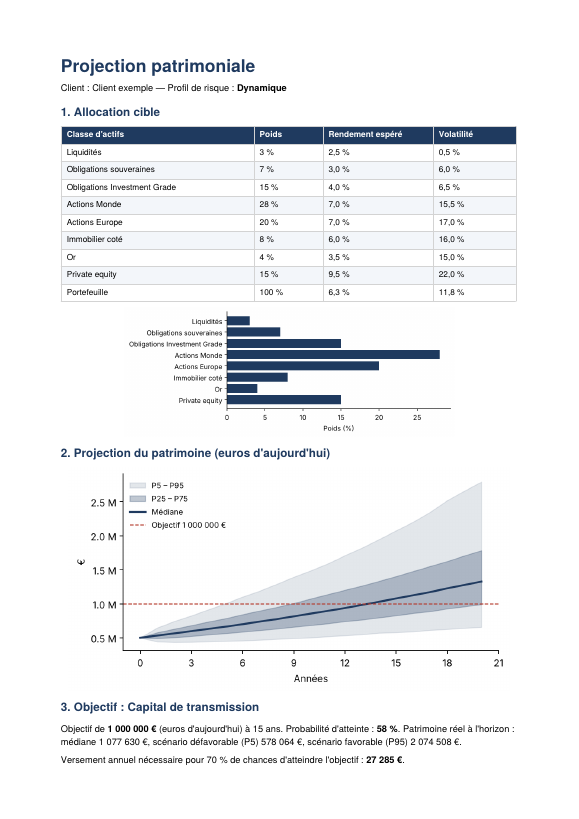 Projection patrimoniale
Client : Client exemple — Profil de risque : Dynamique
1. Allocation cible
Classe d'actifs Poids Rendement espéré Volatilité
Liquidités 3 % 2,5 % 0,5 %
Obligations souveraines 7 % 3,0 % 6,0 %
Obligations Investment Grade 15 % 4,0 % 6,5 %
Actions Monde 28 % 7,0 % 15,5 %
Actions Europe 20 % 7,0 % 17,0 %
Immobilier coté 8 % 6,0 % 16,0 %
Or 4 % 3,5 % 15,0 %
Private equity 15 % 9,5 % 22,0 %
Portefeuille 100 % 6,3 % 11,8 %
Liquidités
Obligations souveraines
Obligations Investment Grade
Actions Monde
Actions Europe
Immobilier coté
Or
Private equity
0 5 10 15 20 25
Poids (%)
2. Projection du patrimoine (euros d'aujourd'hui)
P5 – P95
P25 – P75
Médiane
Objectif 1 000 000 €
2.5 M
2.0 M
1.5 M
1.0 M
0.5 M
€
0 3 6 9 12 15 18 21
Années
3. Objectif : Capital de transmission
Objectif de 1 000 000 € (euros d'aujourd'hui) à 15 ans. Probabilité d'atteinte : 58 %. Patrimoine réel à l'horizon :
médiane 1 077 630 €, scénario défavorable (P5) 578 064 €, scénario favorable (P95) 2 074 508 €.
Versement annuel nécessaire pour 70 % de chances d'atteindre l'objectif : 27 285 €.